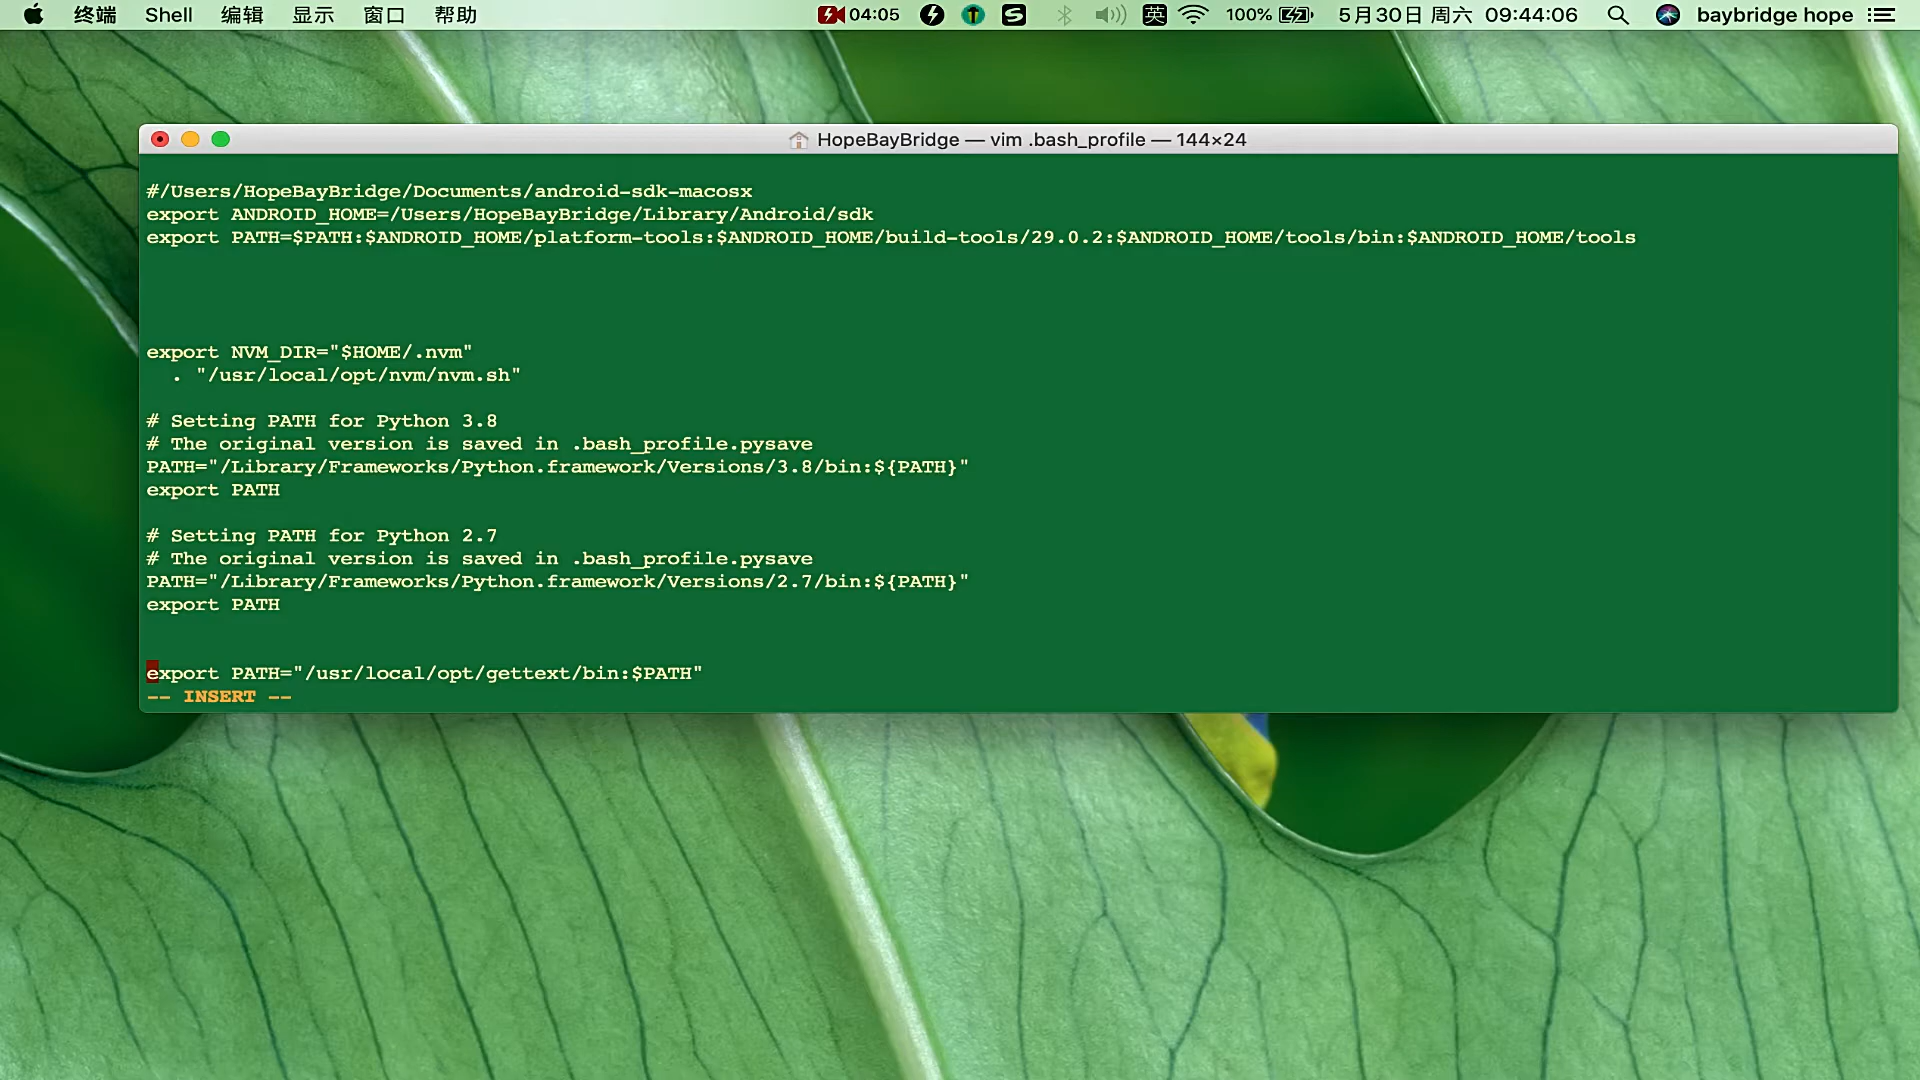 终端 Shell 编辑 显示 窗口 帮助 04:05 英 100% 5月30日 周六 09:44:06 baybridge hope
HopeBayBridge — vim .bash_profile — 144×24
#/Users/HopeBayBridge/Documents/android-sdk-macosx
export ANDROID_HOME=/Users/HopeBayBridge/Library/Android/sdk
export PATH=$PATH:$ANDROID_HOME/platform-tools:$ANDROID_HOME/build-tools/29.0.2:$ANDROID_HOME/tools/bin:$ANDROID_HOME/tools
export NVM_DIR="$HOME/.nvm"
. "/usr/local/opt/nvm/nvm.sh"
# Setting PATH for Python 3.8
# The original version is saved in .bash_profile.pysave
PATH="/Library/Frameworks/Python.framework/Versions/3.8/bin:${PATH}"
export PATH
# Setting PATH for Python 2.7
# The original version is saved in .bash_profile.pysave
PATH="/Library/Frameworks/Python.framework/Versions/2.7/bin:${PATH}"
export PATH
export PATH="/usr/local/opt/gettext/bin:$PATH"
-- INSERT --